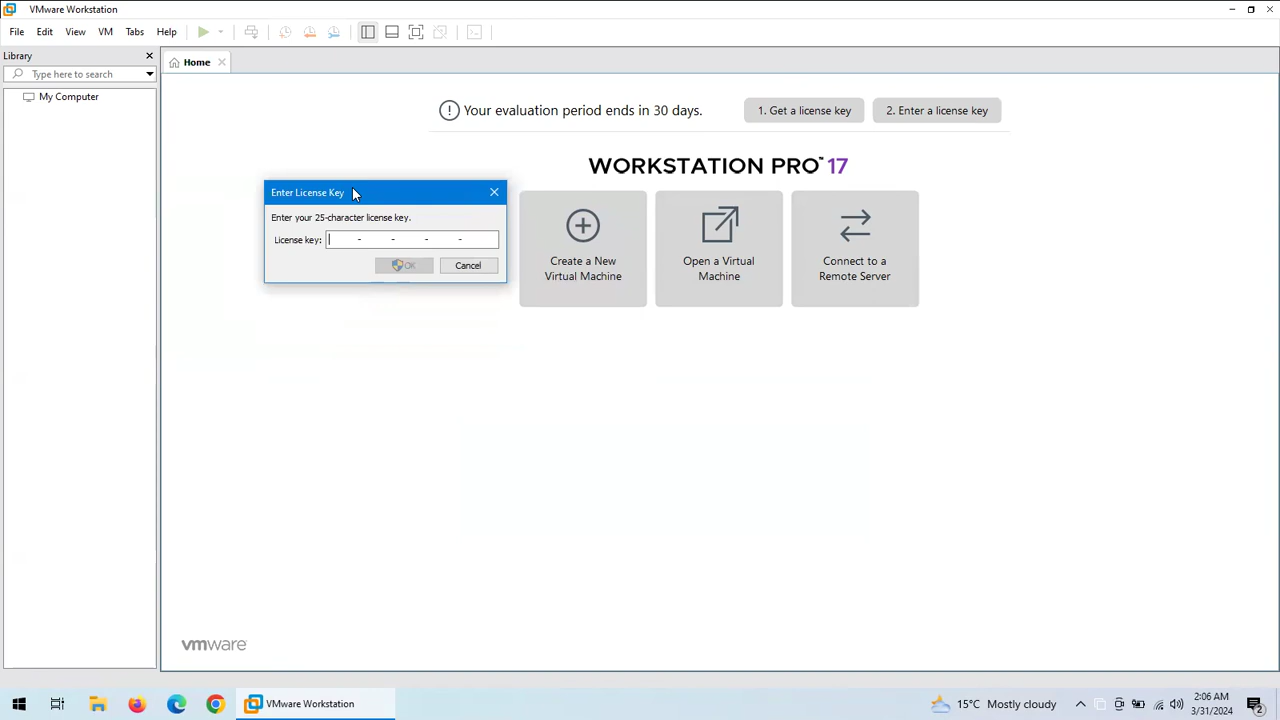 VMware Workstation
File Edit View VM Tabs Help
Library
Type here to search
My Computer
Home
Your evaluation period ends in 30 days. 1. Get a license key 2. Enter a license key
WORKSTATION PRO™ 17
Enter License Key
Enter your 25-character license key.
License key: - - - -
OK Cancel
Create a New
Virtual Machine
Open a Virtual
Machine
Connect to a
Remote Server
vmware
VMware Workstation
15°C Mostly cloudy
2:06 AM
3/31/2024
2